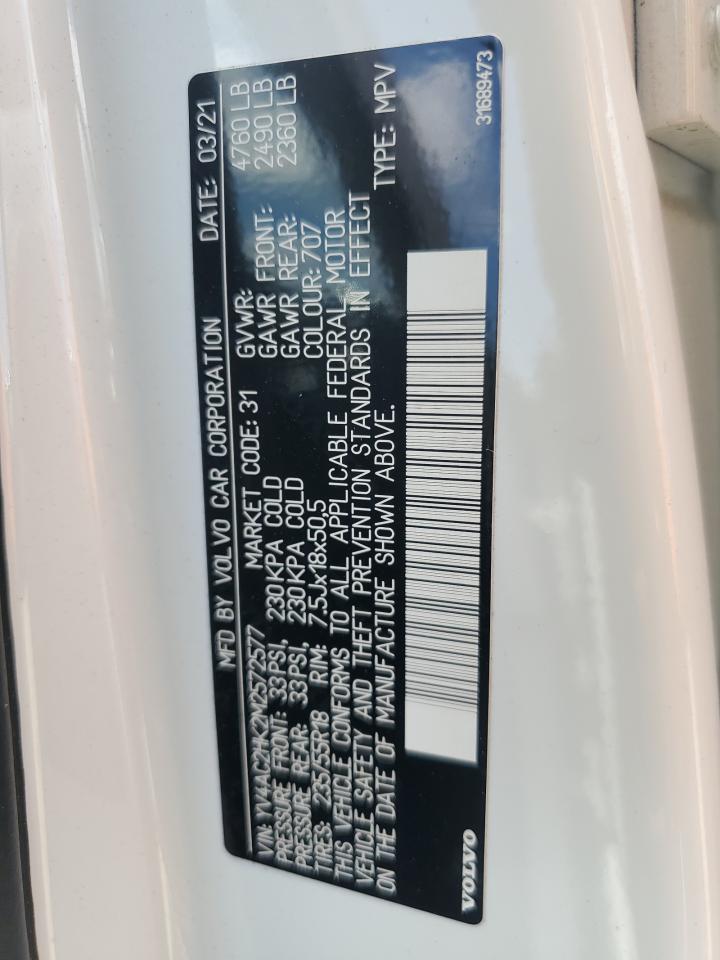 MFD BY VOLVO CAR CORPORATION DATE: 03/21
VIN: YV4AC2HK2M2572577 MARKET CODE: 31 GVWR: 4760 LB
PRESSURE FRONT: 33PSI, 230KPA COLD GAWR FRONT: 2490 LB
PRESSURE REAR: 33PSI, 230KPA COLD GAWR REAR: 2360 LB
TIRES: 235/55R18 RIM: 7.5Jx18x50,5 COLOUR: 707
THIS VEHICLE CONFORMS TO ALL APPLICABLE FEDERAL MOTOR
VEHICLE SAFETY AND THEFT PREVENTION STANDARDS IN EFFECT
ON THE DATE OF MANUFACTURE SHOWN ABOVE. TYPE: MPV
VOLVO 31689473